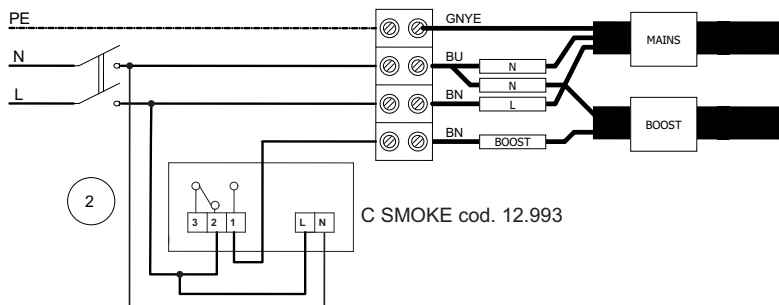 PE
GNYE
MAINS
N
BU
N
N
L
BN
L
BN
BOOST
BOOST
2
3 2 1
L N
C SMOKE cod. 12.993